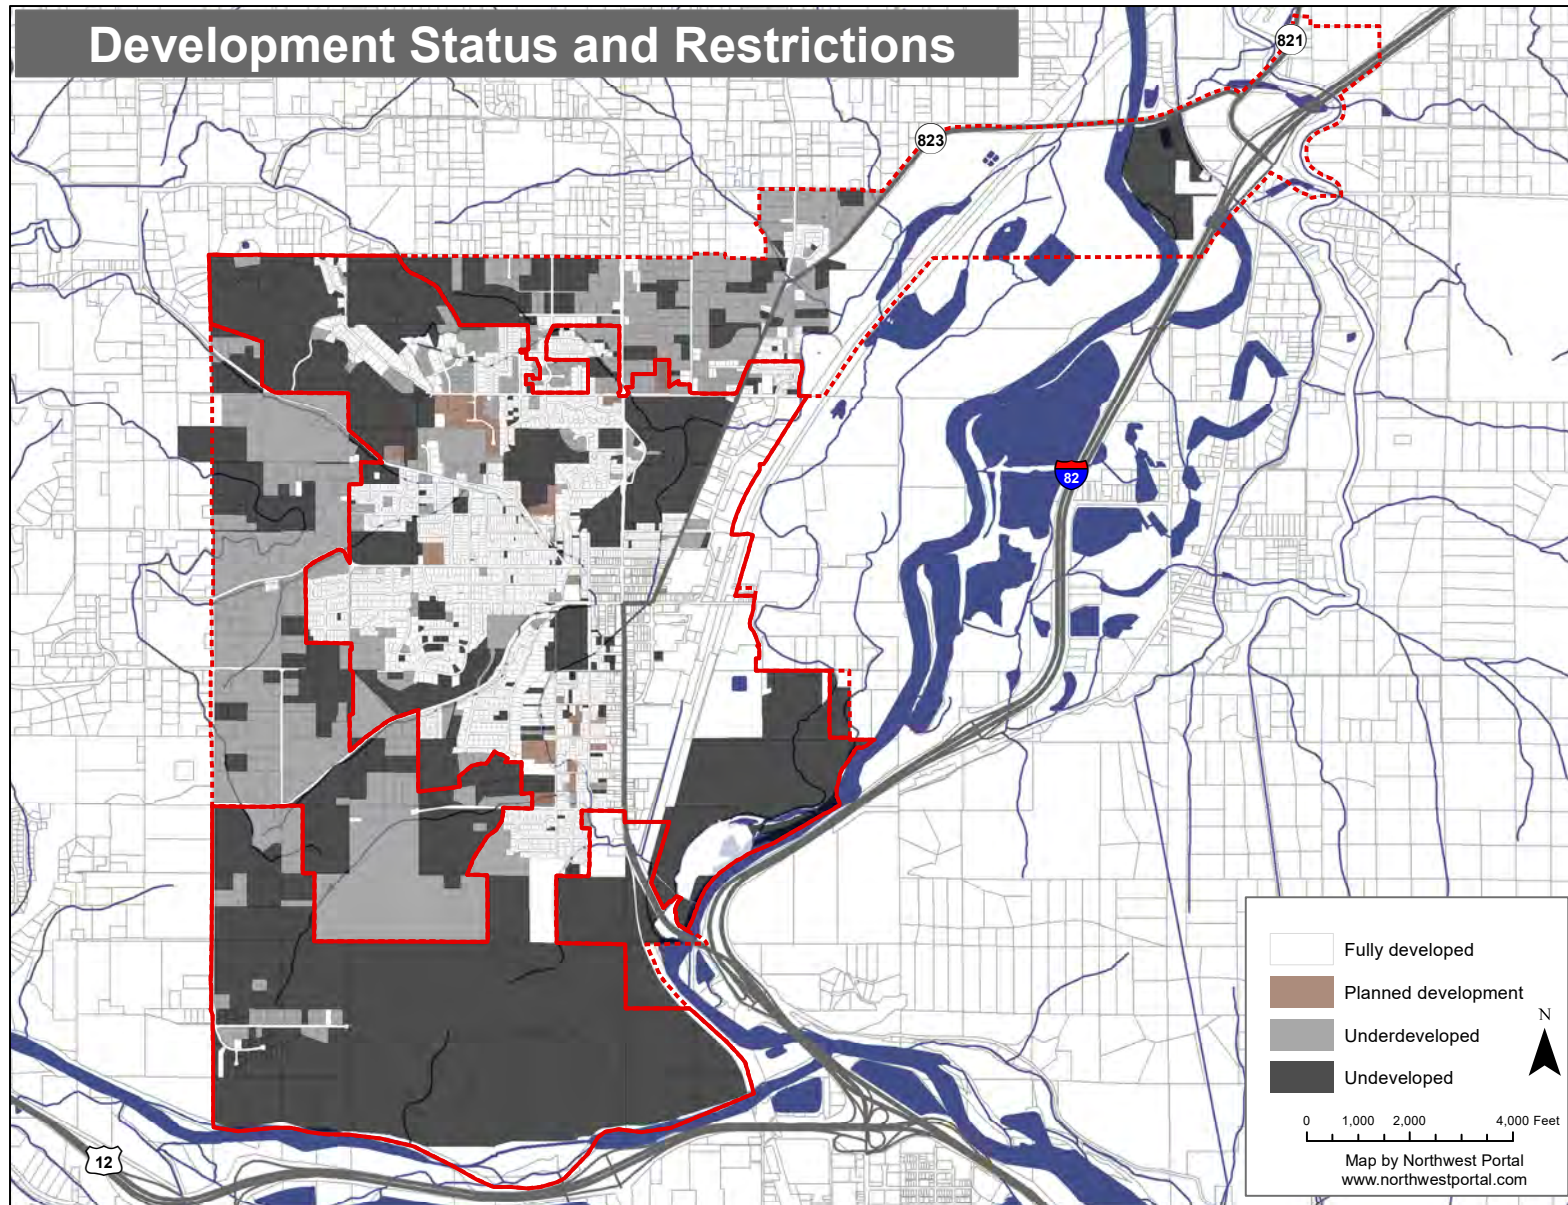 Development Status and Restrictions
821
823
82
12
Fully developed
Planned development
Underdeveloped
Undeveloped
N
0 1,000 2,000 4,000 Feet
Map by Northwest Portal
www.northwestportal.com